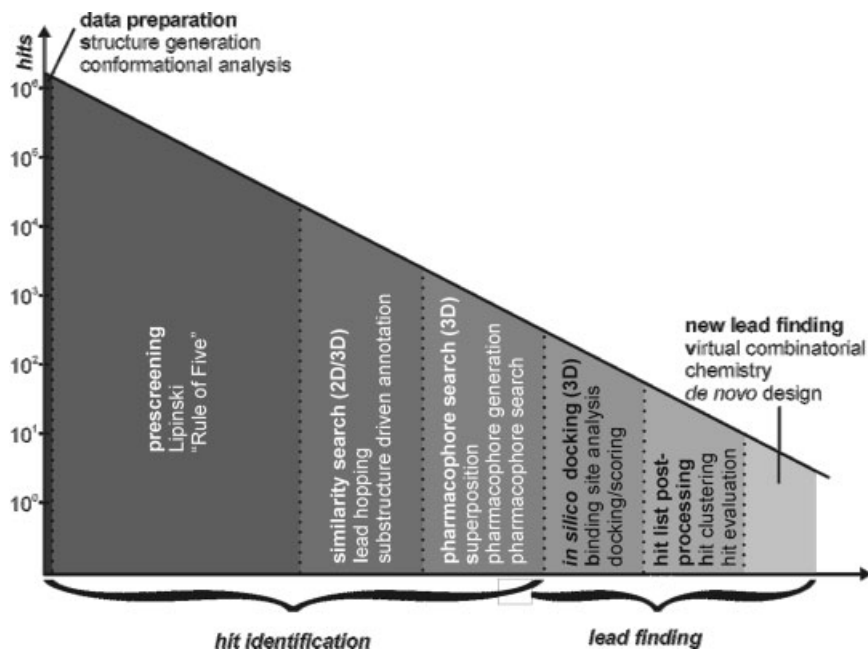 data preparation
structure generation
conformational analysis
hits
10⁶
10⁵
10⁴
10³
10²
10¹
10⁰
prescreening
Lipinski
“Rule of Five”
similarity search (2D/3D)
lead hopping
substructure driven annotation
pharmacophore search (3D)
superposition
pharmacophore generation
pharmacophore search
in silico docking (3D)
binding site analysis
docking/scoring
hit list post-
processing
hit clustering
hit evaluation
new lead finding
virtual combinatorial
chemistry
de novo design
hit identification
lead finding